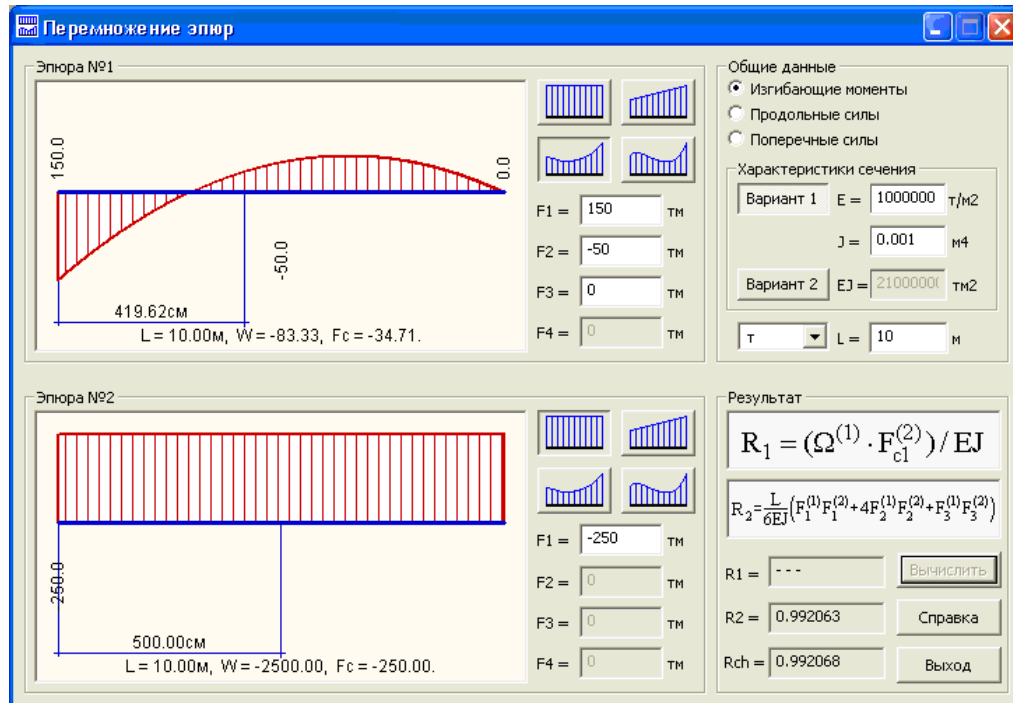 Перемножение эпюр
Эпюра №1
150.0
-50.0
0.0
419.62см
L = 10.00м, W = -83.33, Fc = -34.71.
F1 = 150 тм
F2 = -50 тм
F3 = 0 тм
F4 = 0 тм
Общие данные
Изгибающие моменты
Продольные силы
Поперечные силы
Характеристики сечения
Вариант 1 E = 1000000 т/м2
J = 0.001 м4
Вариант 2 EJ = 2100000 тм2
т L = 10 м
Эпюра №2
250.0
500.00см
L = 10.00м, W = -2500.00, Fc = -250.00.
F1 = -250 тм
F2 = 0 тм
F3 = 0 тм
F4 = 0 тм
Результат
R₁ = (Ω⁽¹⁾ · F_c1⁽²⁾) / EJ
R₂ = L/6EJ (F₁⁽¹⁾F₁⁽²⁾ + 4F₂⁽¹⁾F₂⁽²⁾ + F₃⁽¹⁾F₃⁽²⁾)
R1 = --- Вычислить
R2 = 0.992063 Справка
Rch = 0.992068 Выход